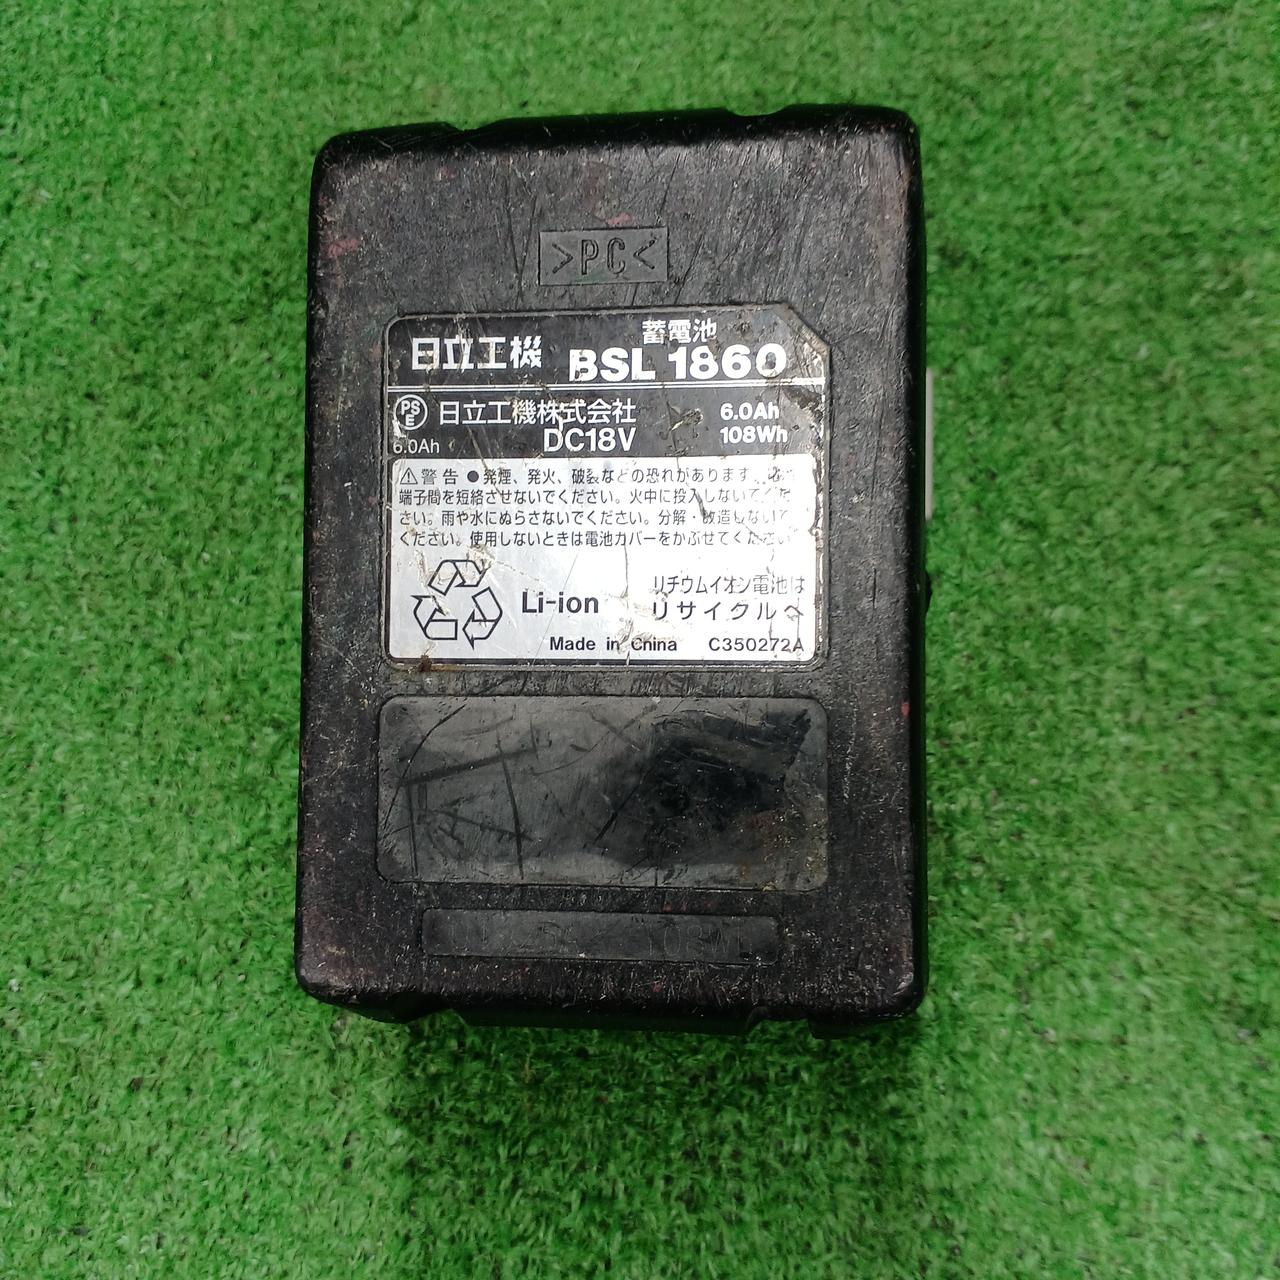 >PC<
蓄電池
日立工機 BSL 1860
PS E 日立工機株式会社 6.0Ah
6.0Ah DC18V 108Wh
⚠警告 ●発煙、発火、破裂などの恐れがあります。
端子間を短絡させないでください。火中に投入しないでくだ
さい。雨や水にぬらさないでください。分解・改造しないで
ください。使用しないときは電池カバーをかぶせてください
Li-ion リチウムイオン電池は
リサイクルへ
Made in China C350272A
108Wh